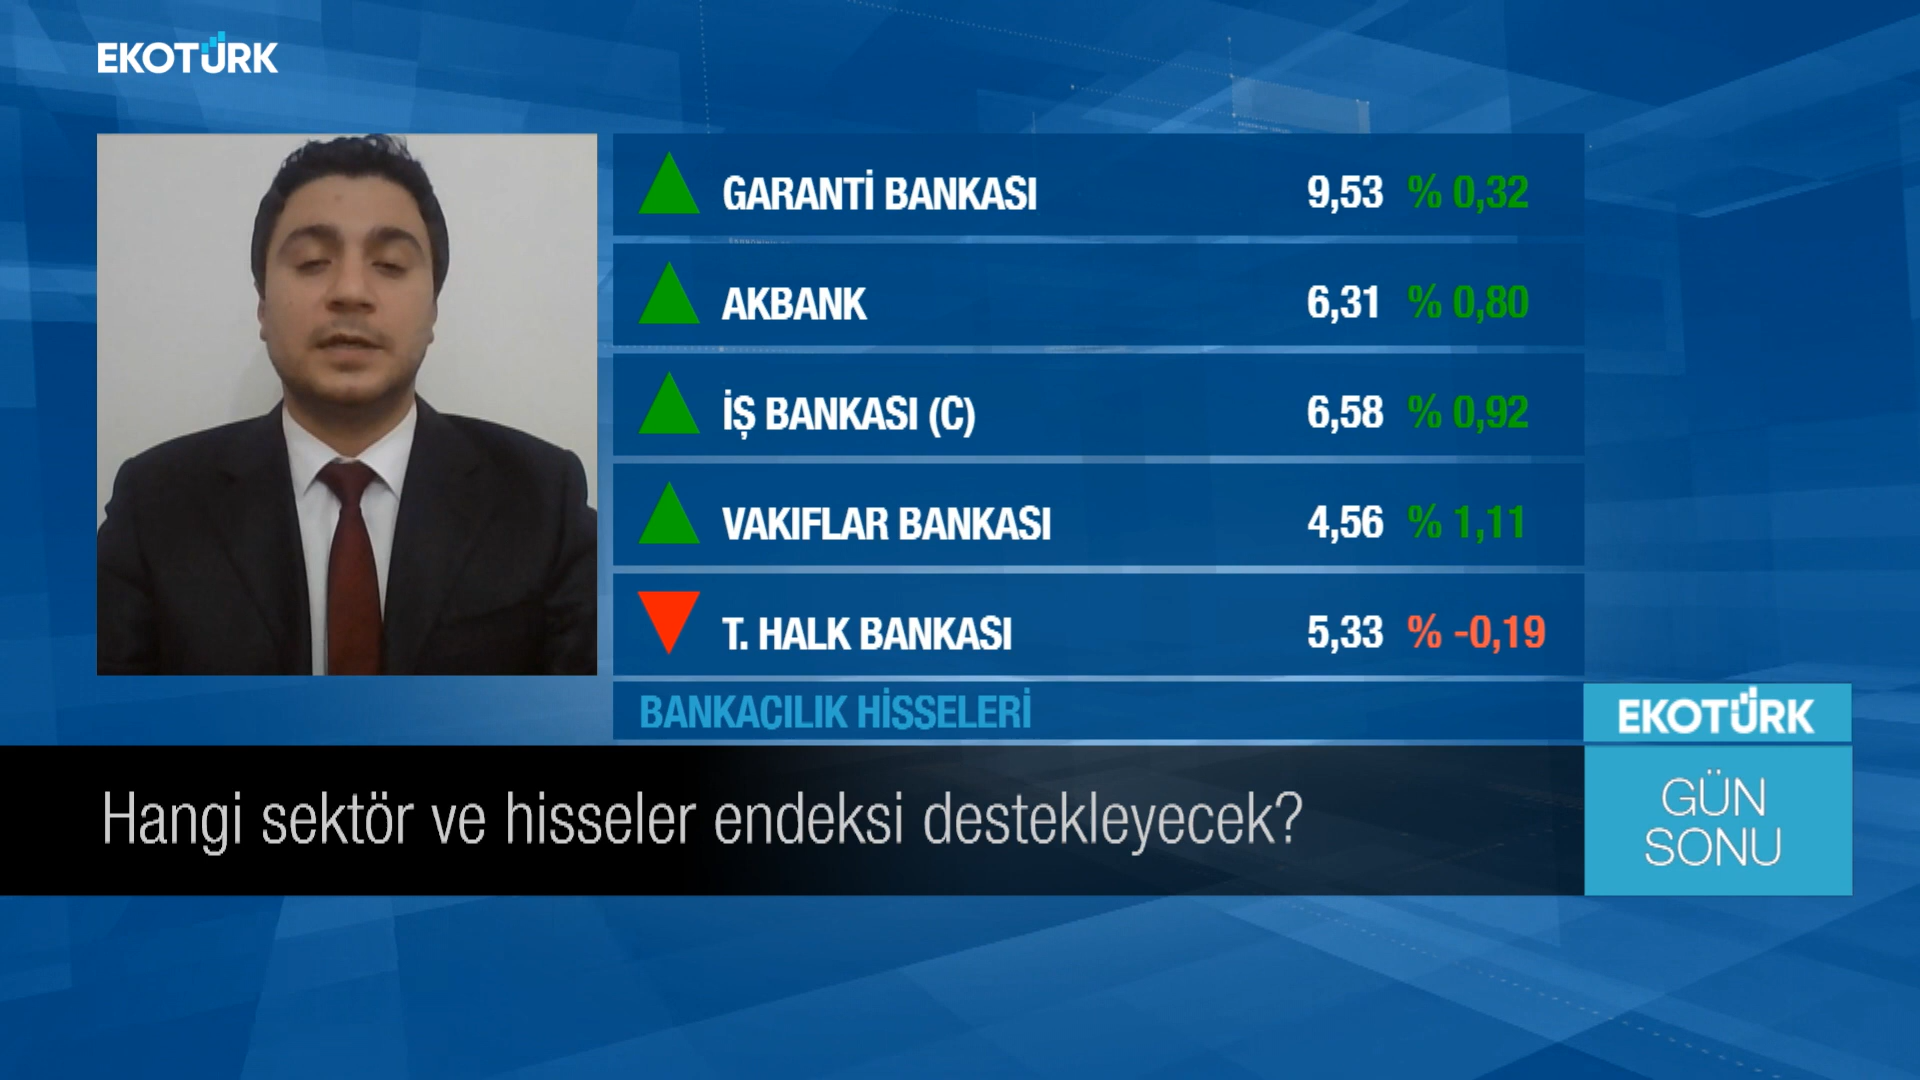 EKOTÜRK
GARANTİ BANKASI 9,53 % 0,32
AKBANK 6,31 % 0,80
İŞ BANKASI (C) 6,58 % 0,92
VAKIFLAR BANKASI 4,56 % 1,11
T. HALK BANKASI 5,33 % -0,19
BANKACILIK HİSSELERİ
EKOTÜRK
Hangi sektör ve hisseler endeksi destekleyecek?
GÜN
SONU